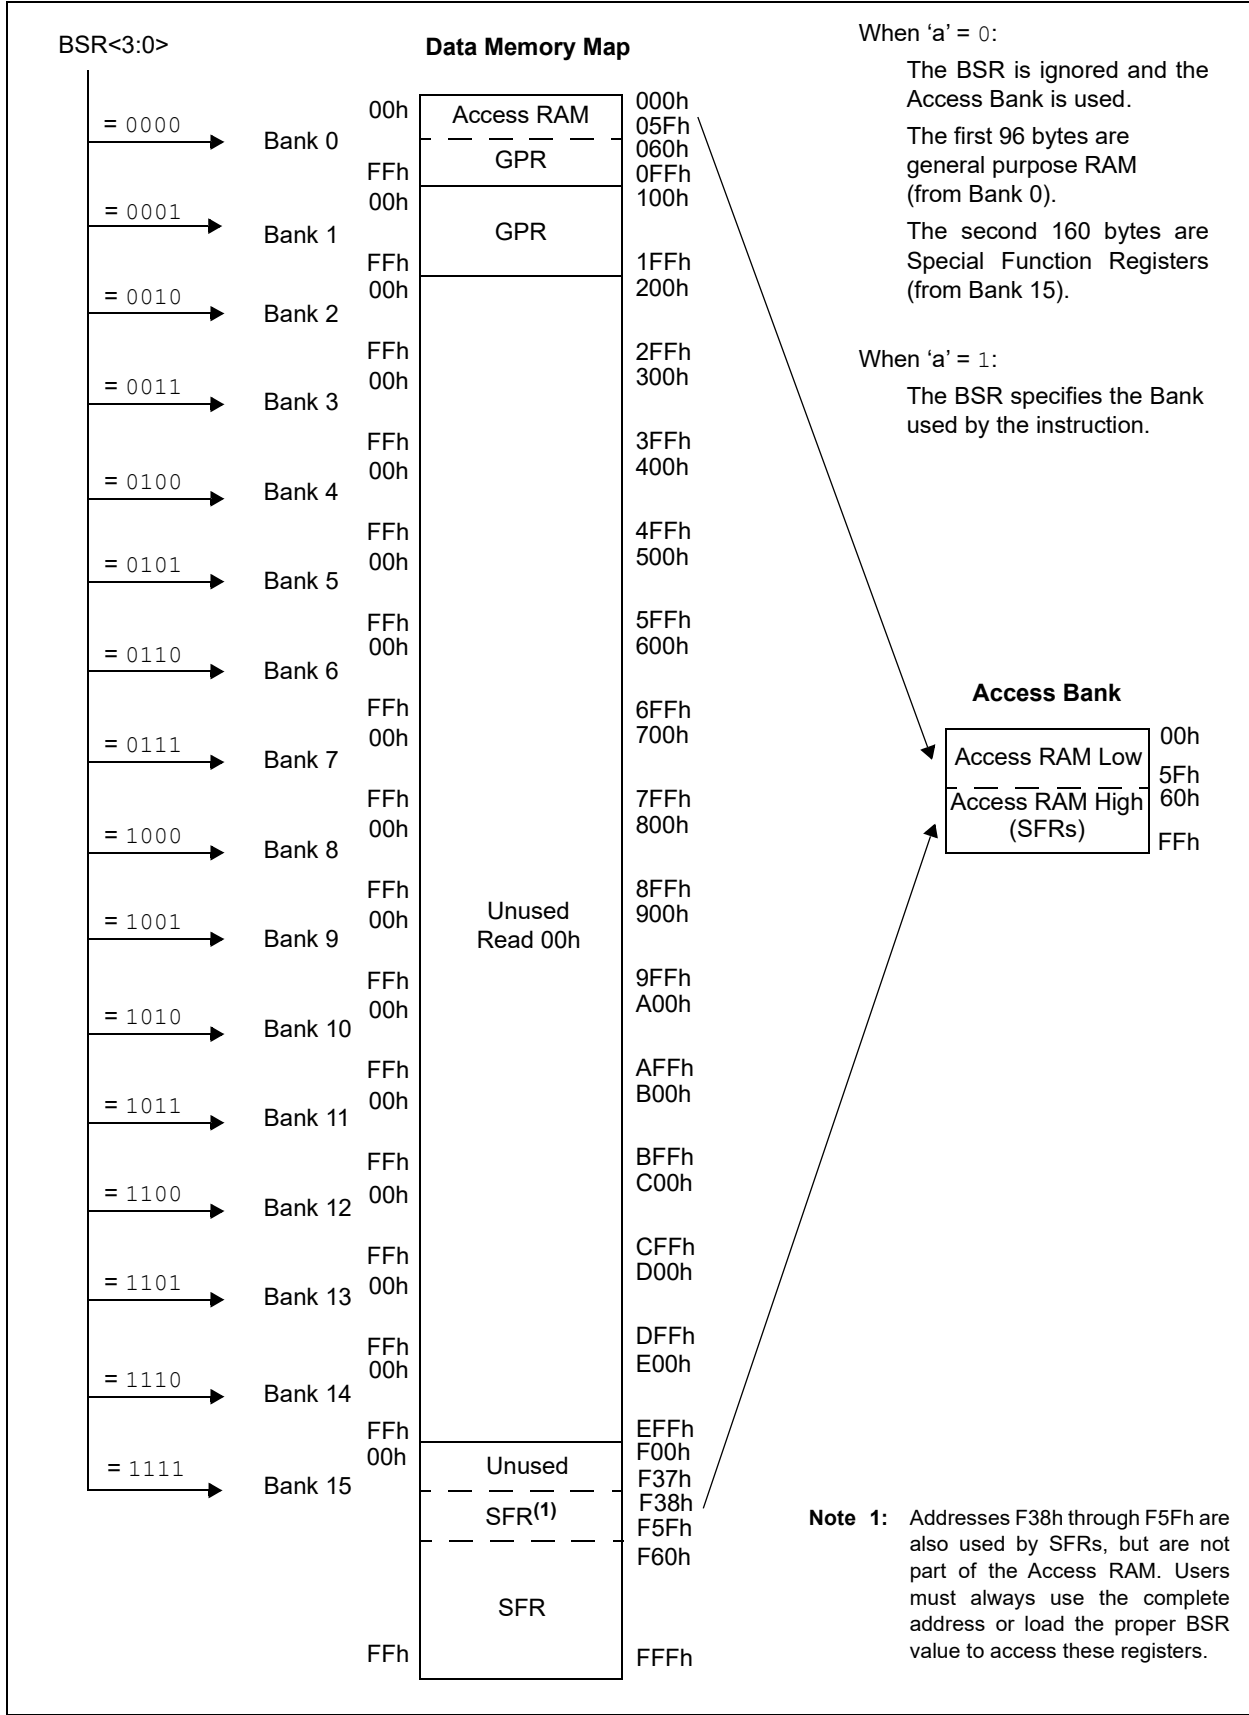 BSR<3:0>
Data Memory Map
When ‘a’ = 0:
The BSR is ignored and the
Access Bank is used.
The first 96 bytes are
general purpose RAM
(from Bank 0).
The second 160 bytes are
Special Function Registers
(from Bank 15).
When ‘a’ = 1:
The BSR specifies the Bank
used by the instruction.
= 0000
Bank 0
00h
Access RAM
000h
05Fh
GPR
060h
FFh
0FFh
= 0001
Bank 1
00h
GPR
100h
FFh
1FFh
= 0010
Bank 2
00h
200h
FFh
2FFh
= 0011
Bank 3
00h
300h
FFh
3FFh
= 0100
Bank 4
00h
400h
FFh
4FFh
= 0101
Bank 5
00h
500h
FFh
5FFh
= 0110
Bank 6
00h
600h
FFh
6FFh
= 0111
Bank 7
00h
700h
FFh
7FFh
= 1000
Bank 8
00h
800h
FFh
8FFh
= 1001
Bank 9
00h
Unused
Read 00h
900h
FFh
9FFh
= 1010
Bank 10
00h
A00h
FFh
AFFh
= 1011
Bank 11
00h
B00h
FFh
BFFh
= 1100
Bank 12
00h
C00h
FFh
CFFh
= 1101
Bank 13
00h
D00h
FFh
DFFh
= 1110
Bank 14
00h
E00h
FFh
EFFh
= 1111
Bank 15
00h
Unused
F00h
F37h
SFR(1)
F38h
F5Fh
F60h
SFR
FFh
FFFh
Access Bank
Access RAM Low
00h
5Fh
Access RAM High
(SFRs)
60h
FFh
Note 1: Addresses F38h through F5Fh are
also used by SFRs, but are not
part of the Access RAM. Users
must always use the complete
address or load the proper BSR
value to access these registers.